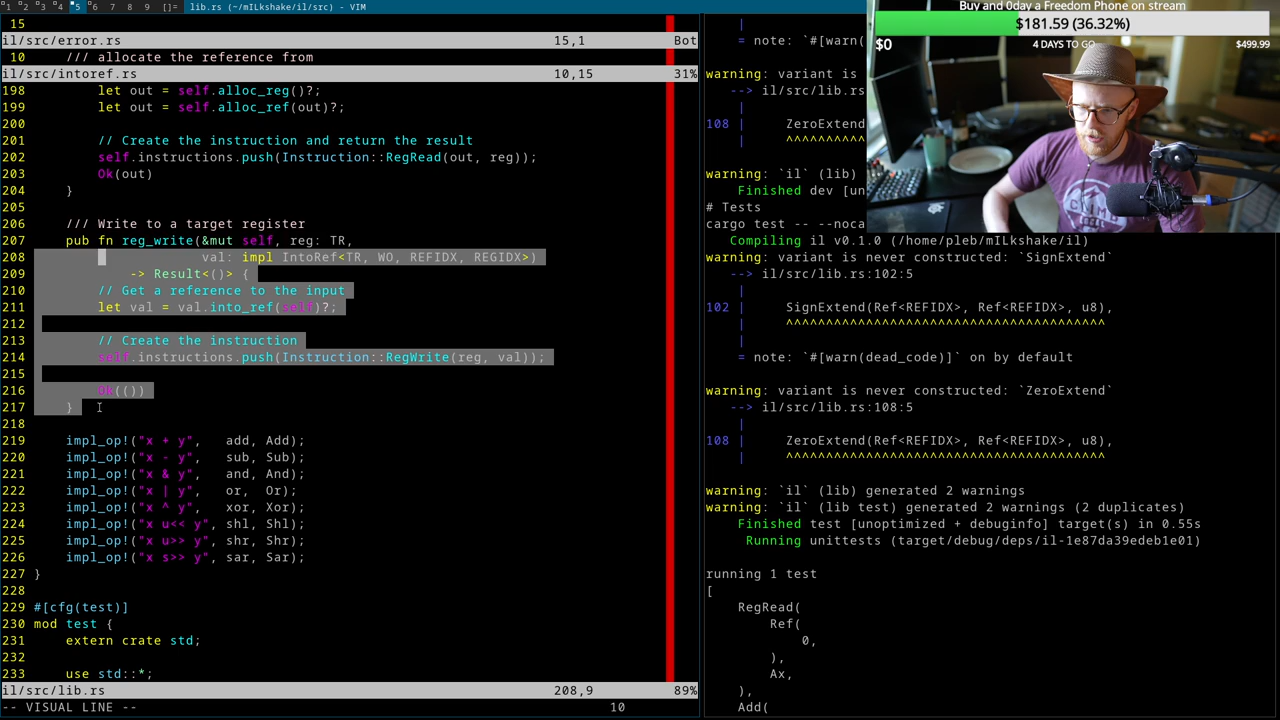 1 2 3 4 5 6 7 8 9 []= lib.rs (~/mILkshake/il/src) - VIM
15
il/src/error.rs 15,1 Bot
10 /// allocate the reference from
il/src/intoref.rs 10,15 31%
198 let out = self.alloc_reg()?;
199 let out = self.alloc_ref(out)?;
200
201 // Create the instruction and return the result
202 self.instructions.push(Instruction::RegRead(out, reg));
203 Ok(out)
204 }
205
206 /// Write to a target register
207 pub fn reg_write(&mut self, reg: TR,
208 val: impl IntoRef<TR, WO, REFIDX, REGIDX>)
209 -> Result<()> {
210 // Get a reference to the input
211 let val = val.into_ref(self)?;
212
213 // Create the instruction
214 self.instructions.push(Instruction::RegWrite(reg, val));
215
216 Ok(())
217 }
218
219 impl_op!("x + y", add, Add);
220 impl_op!("x - y", sub, Sub);
221 impl_op!("x & y", and, And);
222 impl_op!("x | y", or, Or);
223 impl_op!("x ^ y", xor, Xor);
224 impl_op!("x u<< y", shl, Shl);
225 impl_op!("x u>> y", shr, Shr);
226 impl_op!("x s>> y", sar, Sar);
227 }
228
229 #[cfg(test)]
230 mod test {
231 extern crate std;
232
233 use std::*;
il/src/lib.rs 208,9 89%
-- VISUAL LINE -- 10
|
= note: `#[warn(
warning: variant is
--> il/src/lib.rs
|
108 | ZeroExtend
| ^^^^^^^^^^
warning: `il` (lib)
Finished dev [un
# Tests
cargo test -- --noca
Compiling il v0.1.0 (/home/pleb/mILkshake/il)
warning: variant is never constructed: `SignExtend`
--> il/src/lib.rs:102:5
|
102 | SignExtend(Ref<REFIDX>, Ref<REFIDX>, u8),
| ^^^^^^^^^^^^^^^^^^^^^^^^^^^^^^^^^^^^^^^^
|
= note: `#[warn(dead_code)]` on by default
warning: variant is never constructed: `ZeroExtend`
--> il/src/lib.rs:108:5
|
108 | ZeroExtend(Ref<REFIDX>, Ref<REFIDX>, u8),
| ^^^^^^^^^^^^^^^^^^^^^^^^^^^^^^^^^^^^^^^^
warning: `il` (lib) generated 2 warnings
warning: `il` (lib test) generated 2 warnings (2 duplicates)
Finished test [unoptimized + debuginfo] target(s) in 0.55s
Running unittests (target/debug/deps/il-1e87da39edeb1e01)
running 1 test
[
RegRead(
Ref(
0,
),
Ax,
),
Add(
Buy and 0day a Freedom Phone on stream
$181.59 (36.32%)
$0 4 DAYS TO GO $499.99